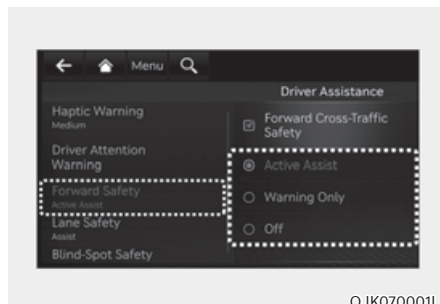 Menu
Driver Assistance
Haptic Warning
Medium
Driver Attention
Warning
Forward Safety
Active Assist
Lane Safety
Assist
Blind-Spot Safety
Forward Cross-Traffic
Safety
Active Assist
Warning Only
Off